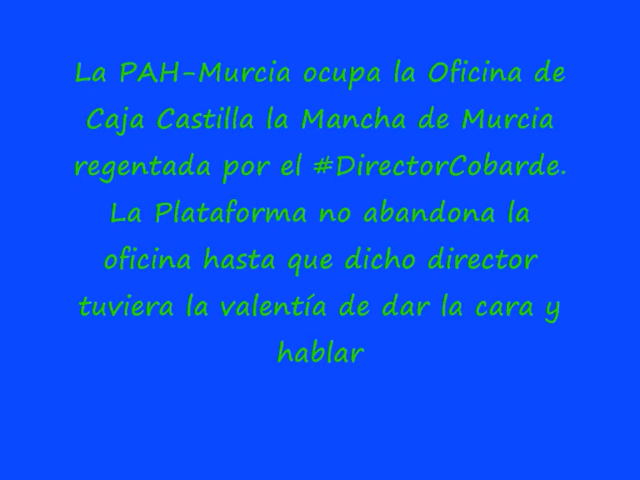 La PAH-Murcia ocupa la Oficina de
Caja Castilla la Mancha de Murcia
regentada por el #DirectorCobarde.
La Plataforma no abandona la
oficina hasta que dicho director
tuviera la valentía de dar la cara y
hablar